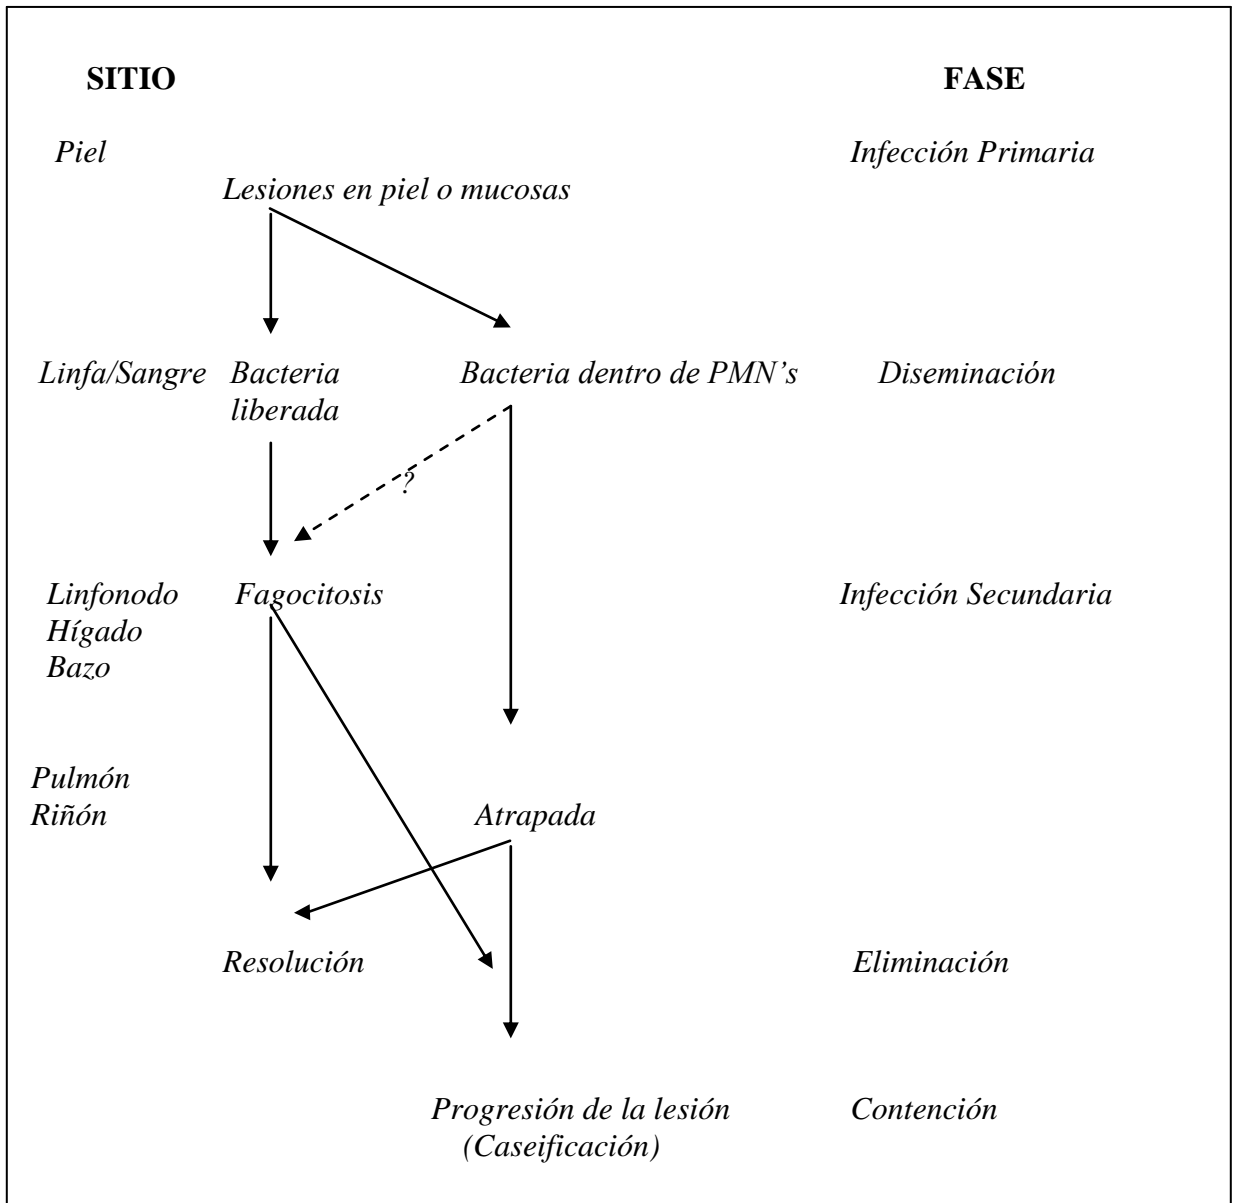 SITIO FASE
Piel Infección Primaria
Lesiones en piel o mucosas
Linfa/Sangre Bacteria Bacteria dentro de PMN’s Diseminación
liberada
?
Linfonodo Fagocitosis Infección Secundaria
Hígado
Bazo
Pulmón
Riñón Atrapada
Resolución Eliminación
Progresión de la lesión Contención
(Caseificación)